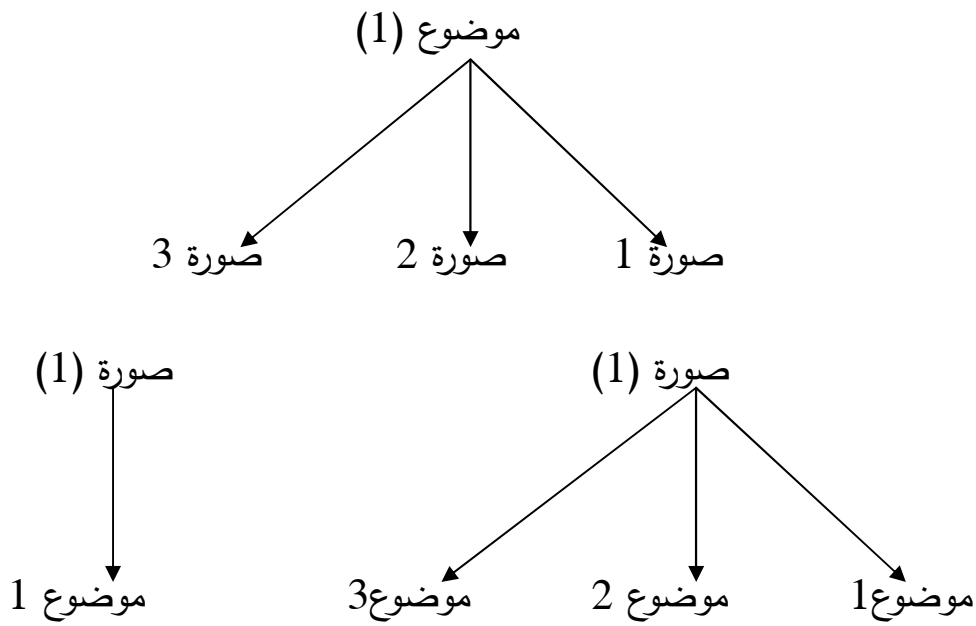 موضوع (1)
صورة 1 صورة 2 صورة 3
صورة (1) صورة (1)
موضوع1 موضوع 2 موضوع3 موضوع 1